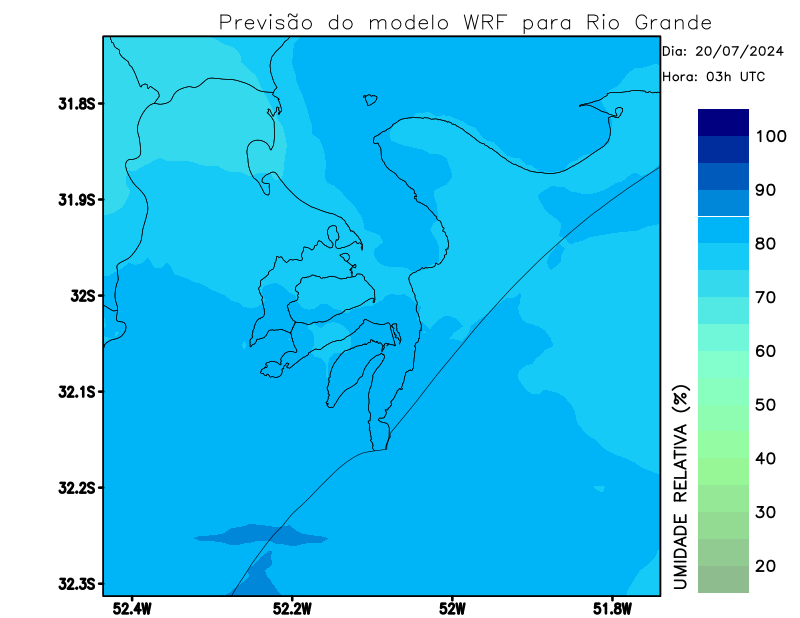 Previsão do modelo WRF para Rio Grande
Dia: 20/07/2024
Hora: 03h UTC
31.8S
31.9S
32S
32.1S
32.2S
32.3S
52.4W
52.2W
52W
51.8W
100
90
80
70
60
50
40
30
20
UMIDADE RELATIVA (%)